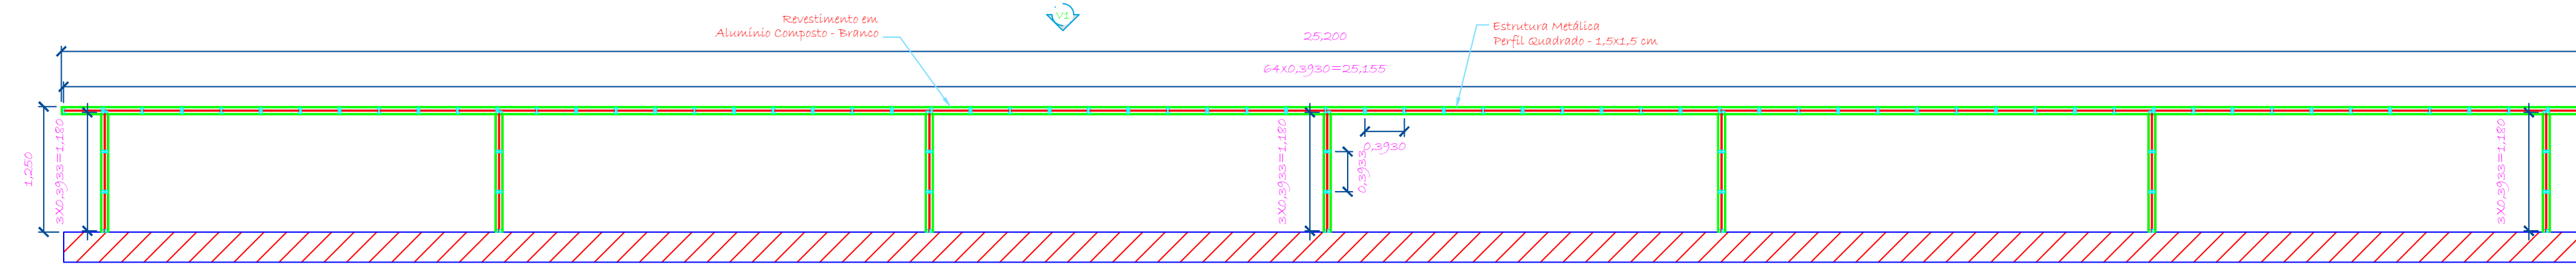 Revestimento em
Alumínio Composto - Branco
V1
Estrutura Metálica
Perfil Quadrado - 1,5x1,5 cm
25,200
64x0,3930=25,155
1,250
3X0,3933=1,180
3X0,3933=1,180
0,3930
0,3933
3X0,3933=1,180